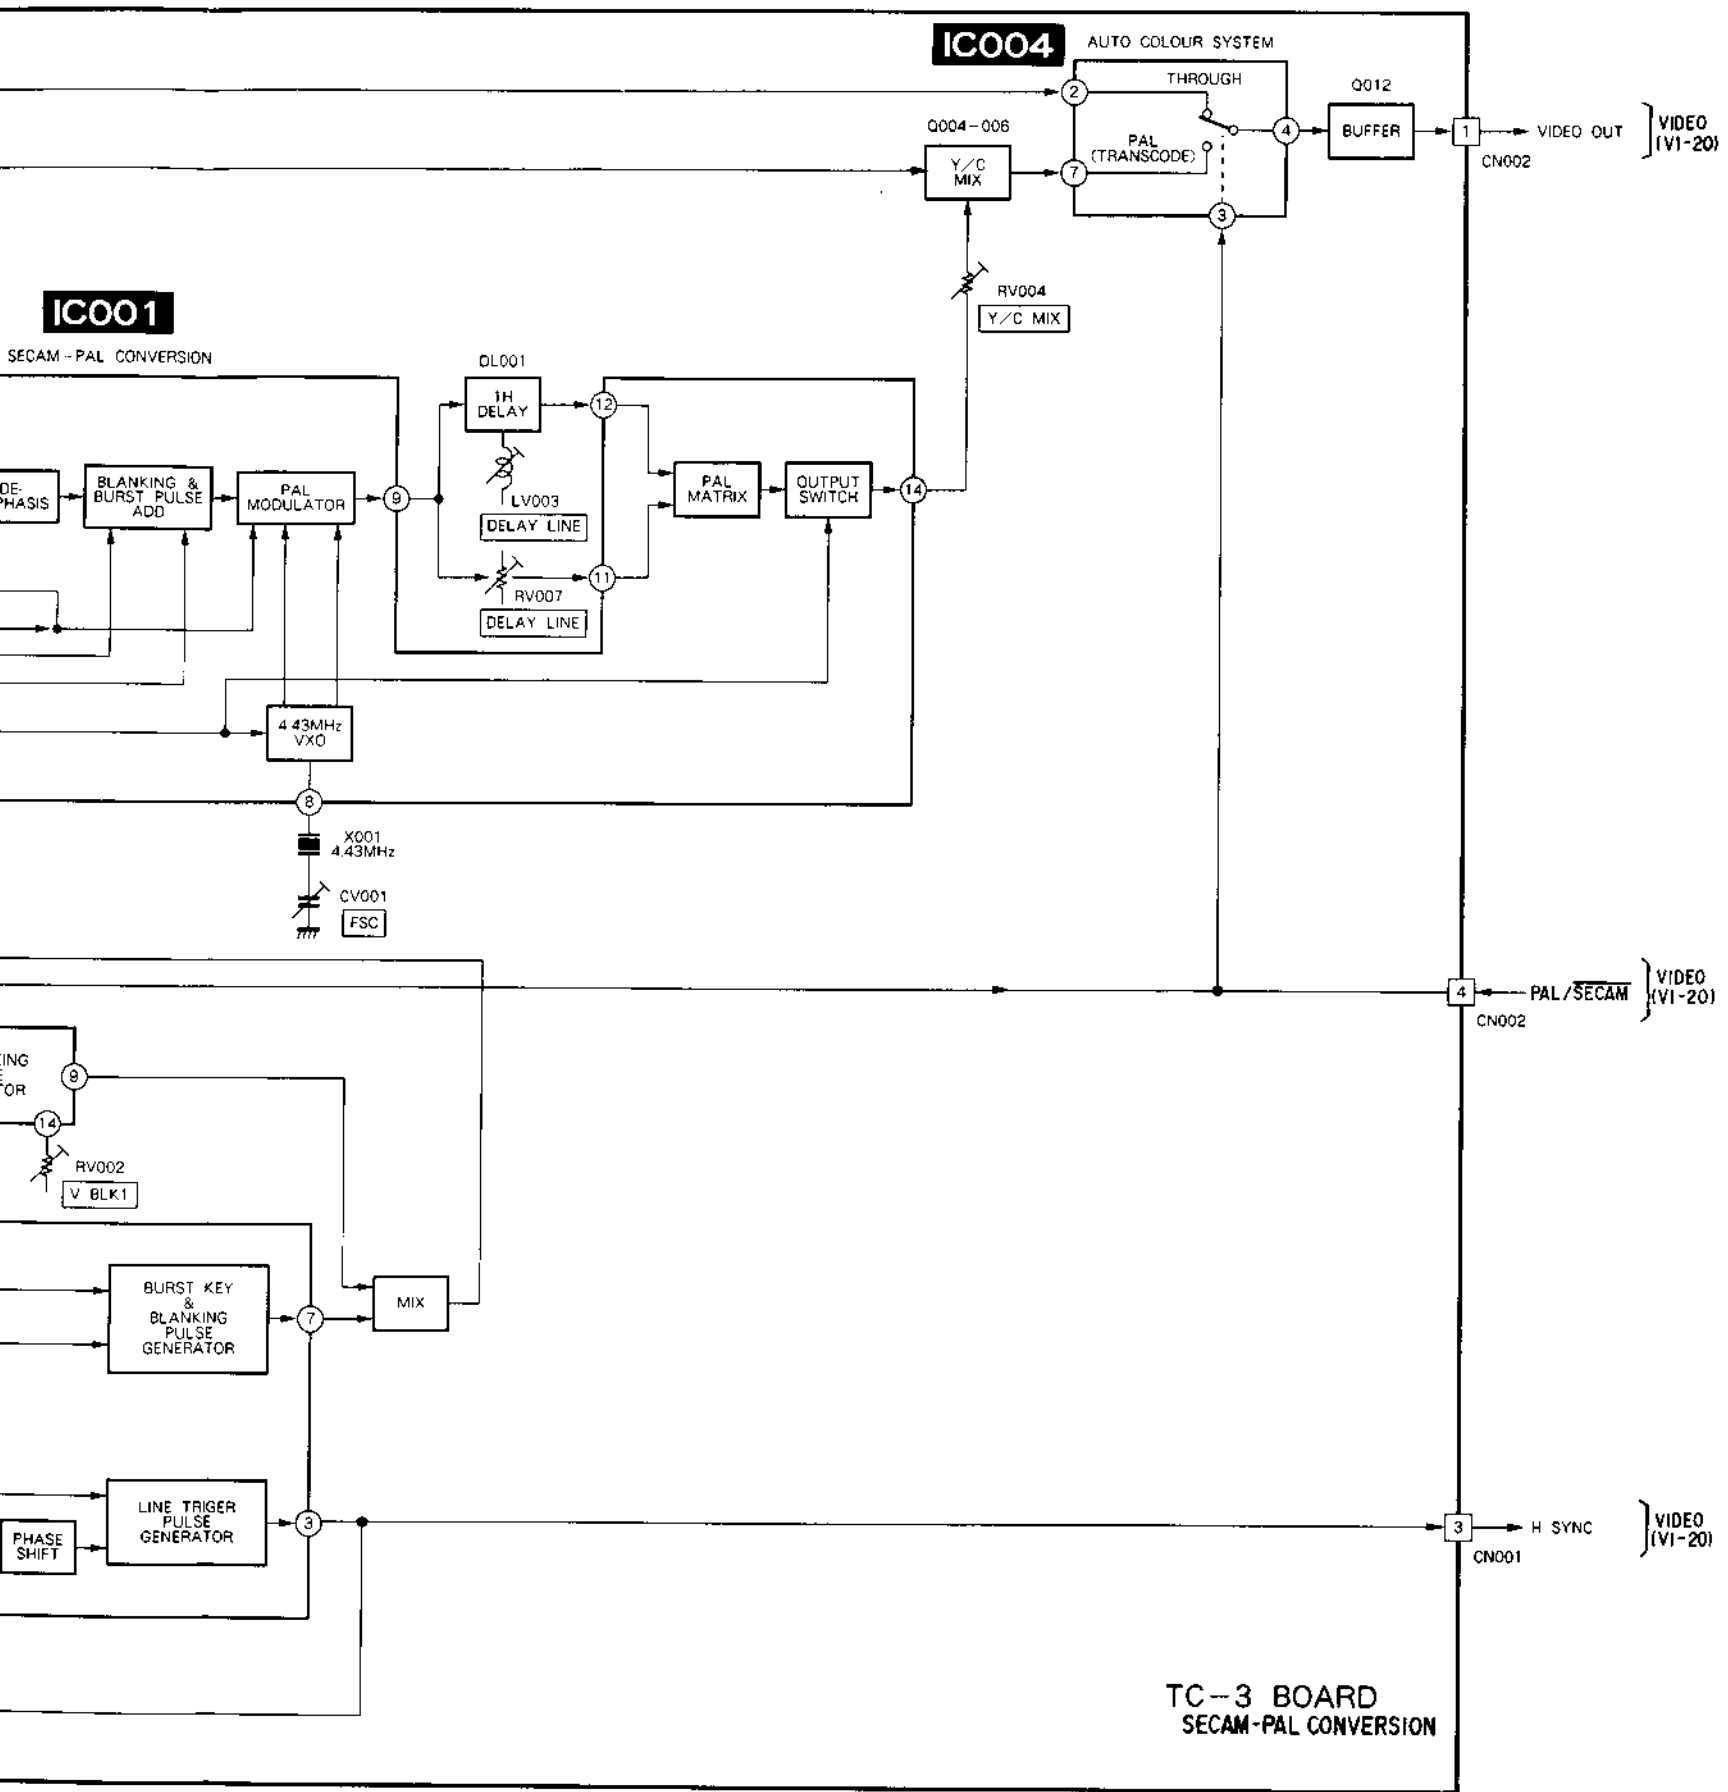 IC004
AUTO COLOUR SYSTEM
THROUGH
2
PAL
(TRANSCODE)
7
4
3
Q012
BUFFER
1
VIDEO OUT
CN002
VIDEO
(VI-20)
Q004-006
Y/C
MIX
RV004
Y/C MIX
IC001
SECAM-PAL CONVERSION
DL001
1H
DELAY
12
LV003
DELAY LINE
11
RV007
DELAY LINE
DE-
PHASIS
BLANKING &
BURST PULSE
ADD
PAL
MODULATOR
9
PAL
MATRIX
OUTPUT
SWITCH
14
4.43MHz
VXO
8
X001
4.43MHz
CV001
FSC
4
PAL/SECAM
CN002
VIDEO
(VI-20)
ING
OR
9
14
RV002
V BLK1
BURST KEY
&
BLANKING
PULSE
GENERATOR
7
MIX
LINE TRIGER
PULSE
GENERATOR
3
PHASE
SHIFT
3
H SYNC
CN001
VIDEO
(VI-20)
TC-3 BOARD
SECAM-PAL CONVERSION